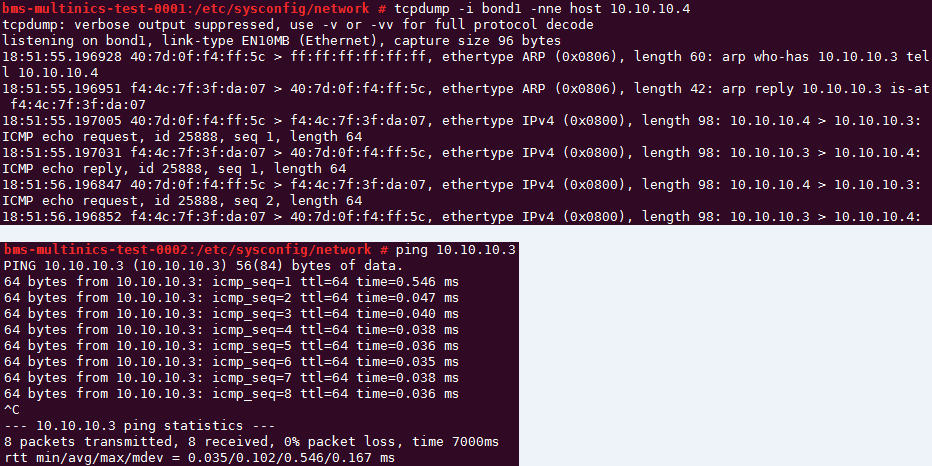 bms-multinics-test-0001:/etc/sysconfig/network # tcpdump -i bond1 -nne host 10.10.10.4
tcpdump: verbose output suppressed, use -v or -vv for full protocol decode
listening on bond1, link-type EN10MB (Ethernet), capture size 96 bytes
18:51:55.196928 40:7d:0f:f4:ff:5c > ff:ff:ff:ff:ff:ff, ethertype ARP (0x0806), length 60: arp who-has 10.10.10.3 tel
l 10.10.10.4
18:51:55.196951 f4:4c:7f:3f:da:07 > 40:7d:0f:f4:ff:5c, ethertype ARP (0x0806), length 42: arp reply 10.10.10.3 is-at
f4:4c:7f:3f:da:07
18:51:55.197005 40:7d:0f:f4:ff:5c > f4:4c:7f:3f:da:07, ethertype IPv4 (0x0800), length 98: 10.10.10.4 > 10.10.10.3:
ICMP echo request, id 25888, seq 1, length 64
18:51:55.197031 f4:4c:7f:3f:da:07 > 40:7d:0f:f4:ff:5c, ethertype IPv4 (0x0800), length 98: 10.10.10.3 > 10.10.10.4:
ICMP echo reply, id 25888, seq 1, length 64
18:51:56.196847 40:7d:0f:f4:ff:5c > f4:4c:7f:3f:da:07, ethertype IPv4 (0x0800), length 98: 10.10.10.4 > 10.10.10.3:
ICMP echo request, id 25888, seq 2, length 64
18:51:56.196852 f4:4c:7f:3f:da:07 > 40:7d:0f:f4:ff:5c, ethertype IPv4 (0x0800), length 98: 10.10.10.3 > 10.10.10.4:
bms-multinics-test-0002:/etc/sysconfig/network # ping 10.10.10.3
PING 10.10.10.3 (10.10.10.3) 56(84) bytes of data.
64 bytes from 10.10.10.3: icmp_seq=1 ttl=64 time=0.546 ms
64 bytes from 10.10.10.3: icmp_seq=2 ttl=64 time=0.047 ms
64 bytes from 10.10.10.3: icmp_seq=3 ttl=64 time=0.040 ms
64 bytes from 10.10.10.3: icmp_seq=4 ttl=64 time=0.038 ms
64 bytes from 10.10.10.3: icmp_seq=5 ttl=64 time=0.036 ms
64 bytes from 10.10.10.3: icmp_seq=6 ttl=64 time=0.035 ms
64 bytes from 10.10.10.3: icmp_seq=7 ttl=64 time=0.038 ms
64 bytes from 10.10.10.3: icmp_seq=8 ttl=64 time=0.036 ms
^C
--- 10.10.10.3 ping statistics ---
8 packets transmitted, 8 received, 0% packet loss, time 7000ms
rtt min/avg/max/mdev = 0.035/0.102/0.546/0.167 ms